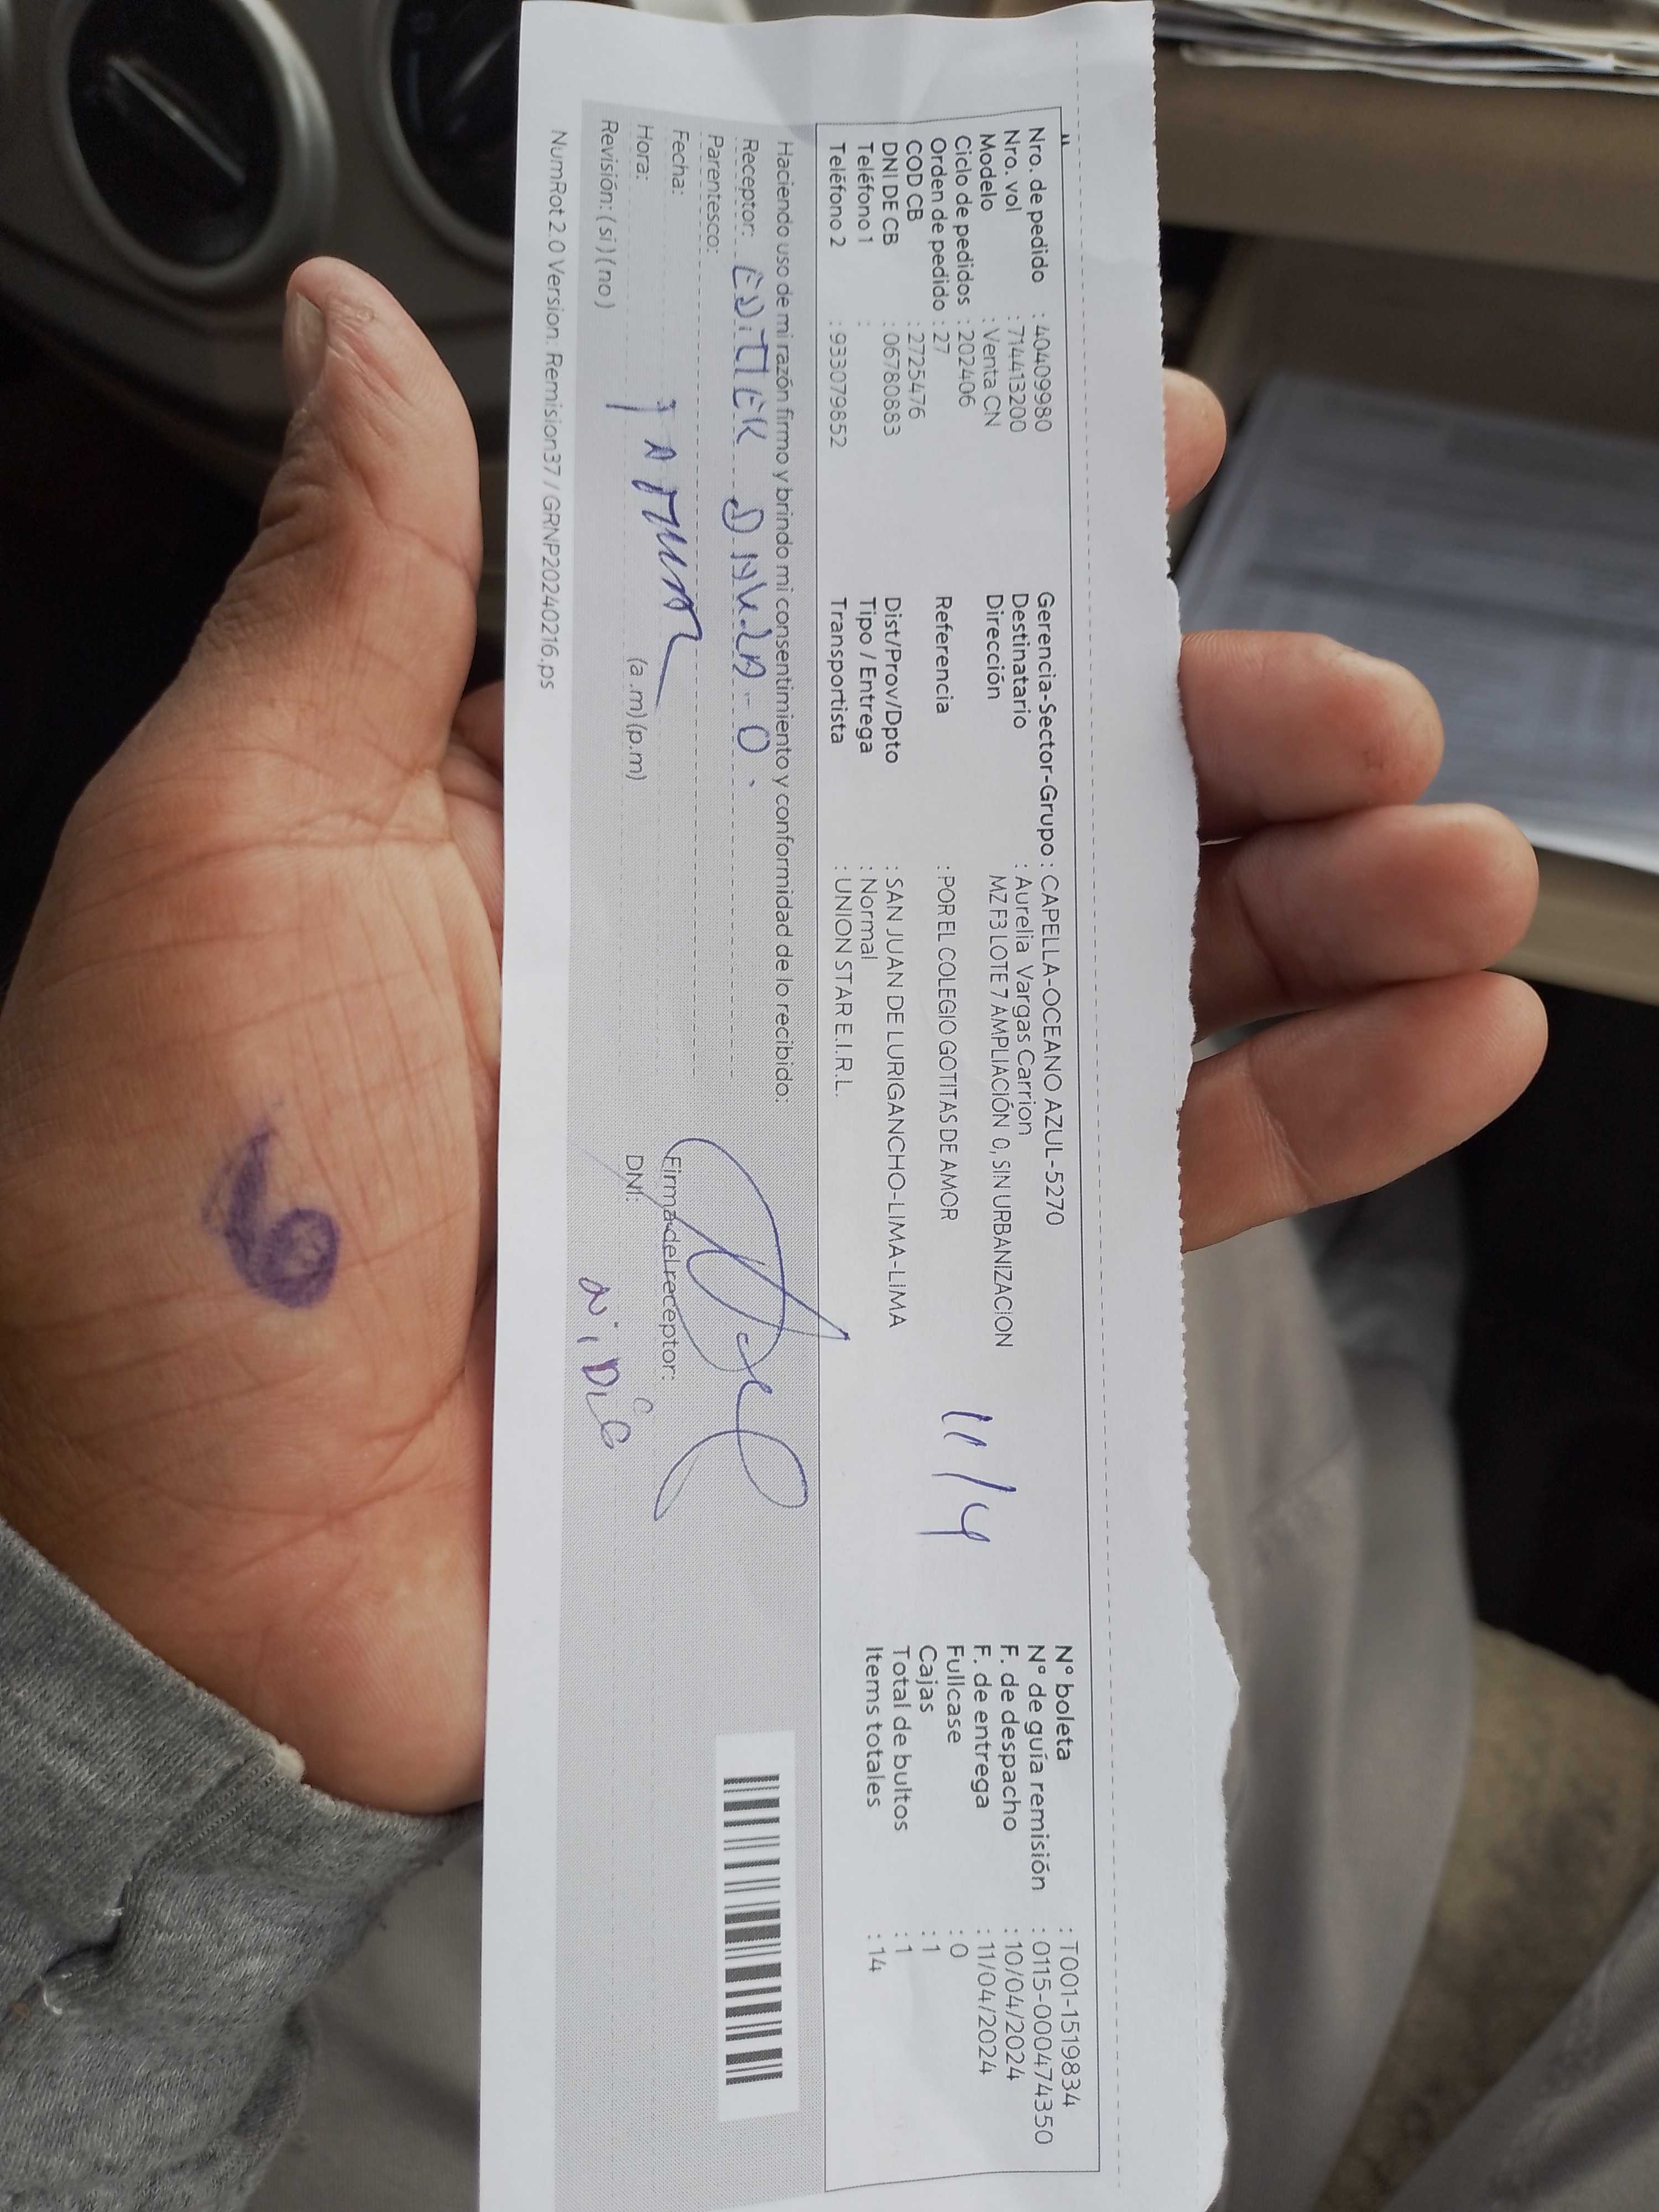 Nro. de pedido : 40409980
Nro. vol : 714413200
Modelo : Venta CN
Ciclo de pedidos : 202406
Orden de pedido : 27
COD CB : 2725476
DNI DE CB : 06780883
Teléfono 1 :
Teléfono 2 : 933079852
Gerencia-Sector-Grupo : CAPELLA-OCEANO AZUL-5270
Destinatario : Aurelia Vargas Carrion
Dirección MZ F3 LOTE 7 AMPLIACIÓN 0, SIN URBANIZACION
Referencia : POR EL COLEGIO GOTITAS DE AMOR
Dist/Prov/Dpto : SAN JUAN DE LURIGANCHO-LIMA-LIMA
Tipo / Entrega : Normal
Transportista : UNION STAR E.I.R.L.
11/4
N° boleta : T001-1519834
N° de guía remisión : 0115-000474350
F. de despacho : 10/04/2024
F. de entrega : 11/04/2024
Fullcase : 0
Cajas : 1
Total de bultos : 1
Items totales : 14
Haciendo uso de mi razón firmo y brindo mi consentimiento y conformidad de lo recibido:
Receptor:
Parentesco:
Fecha:
Hora: (a.m) (p.m)
Revisión: ( si ) ( no )
Firma del receptor:
DNI:
NumRot 2.0 Version. Remision37 / GRNP20240216.ps